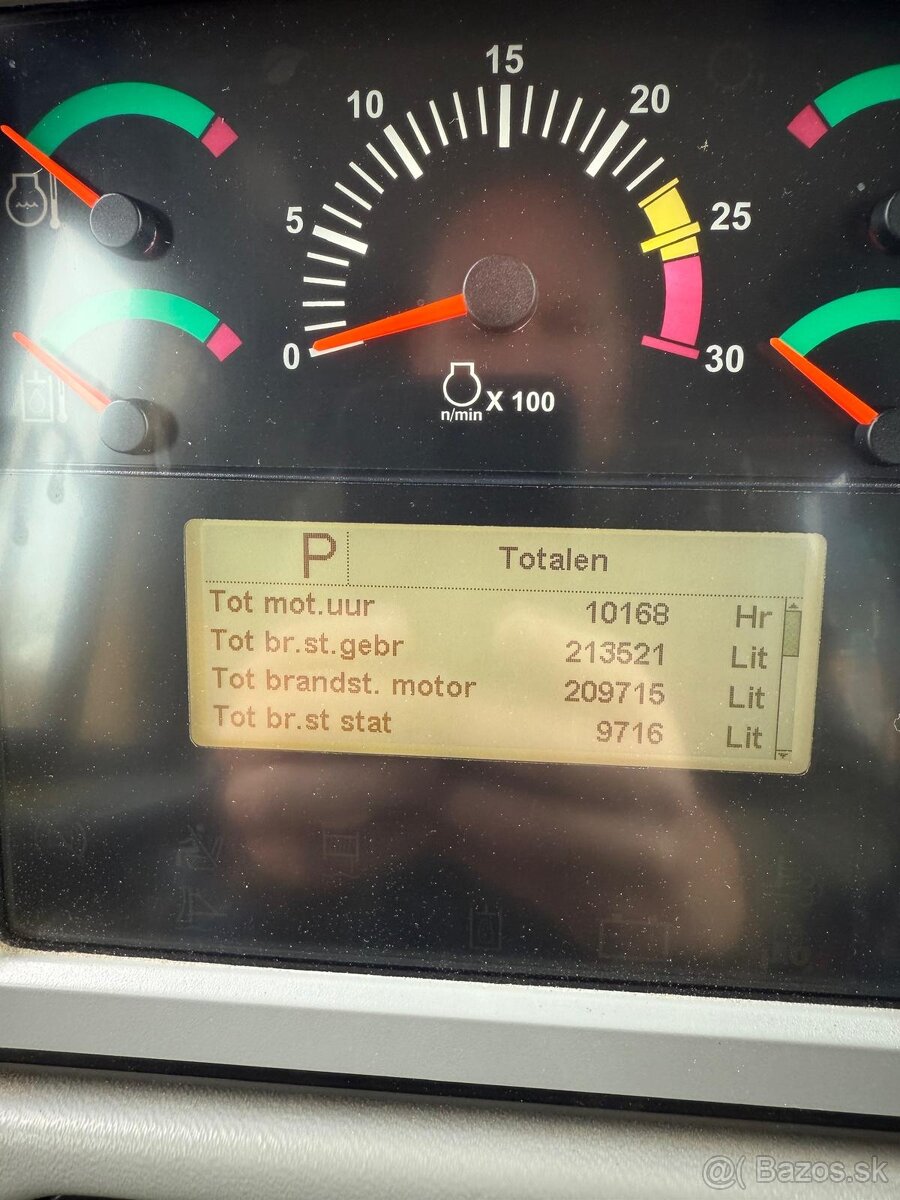 15
10
20
5
25
0
30
n/min X 100
P Totalen
Tot mot.uur 10168 Hr
Tot br.st.gebr 213521 Lit
Tot brandst. motor 209715 Lit
Tot br.st stat 9716 Lit
@( Bazos.sk